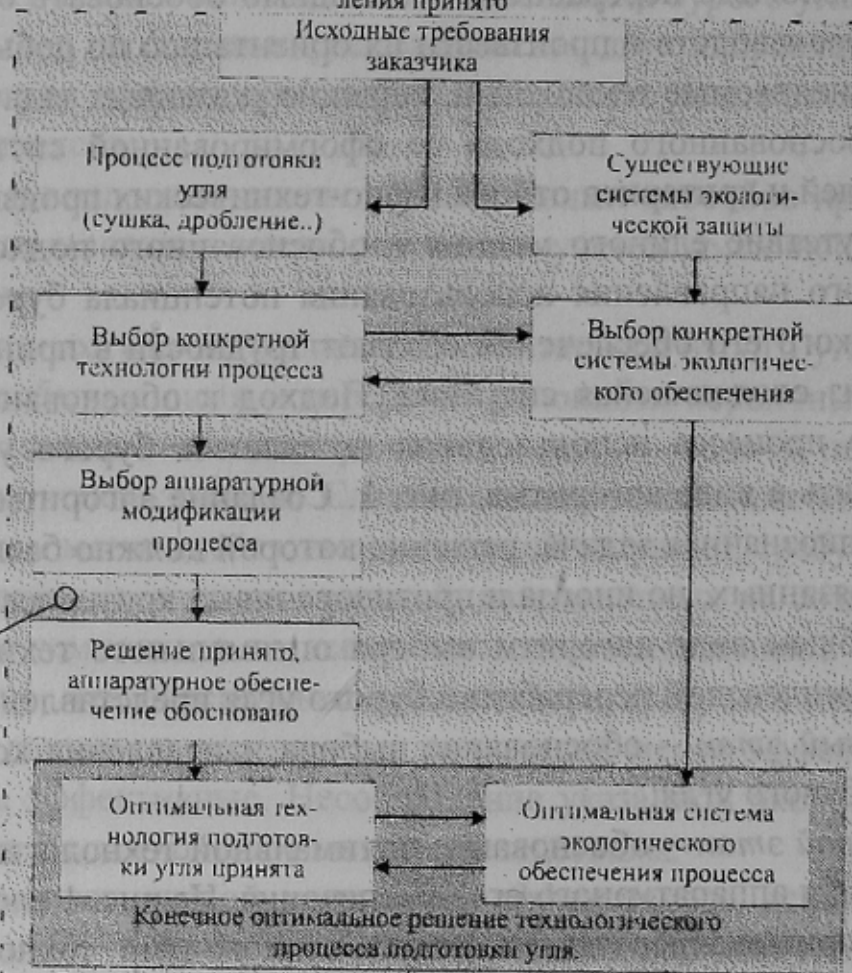 ления принято
Исходные требования
заказчика
Процесс подготовки
угля
(сушка, дробление..)
Существующие
системы экологи-
ческой защиты
Выбор конкретной
технологии процесса
Выбор конкретной
системы экологичес-
кого обеспечения
Выбор аппаратурной
модификации
процесса
Решение принято,
аппаратурное обеспе-
чение обосновано
Оптимальная тех-
нология подготов-
ки угля принята
Оптимальная система
экологического
обеспечения процесса
Конечное оптимальное решение технологического
процесса подготовки угля.